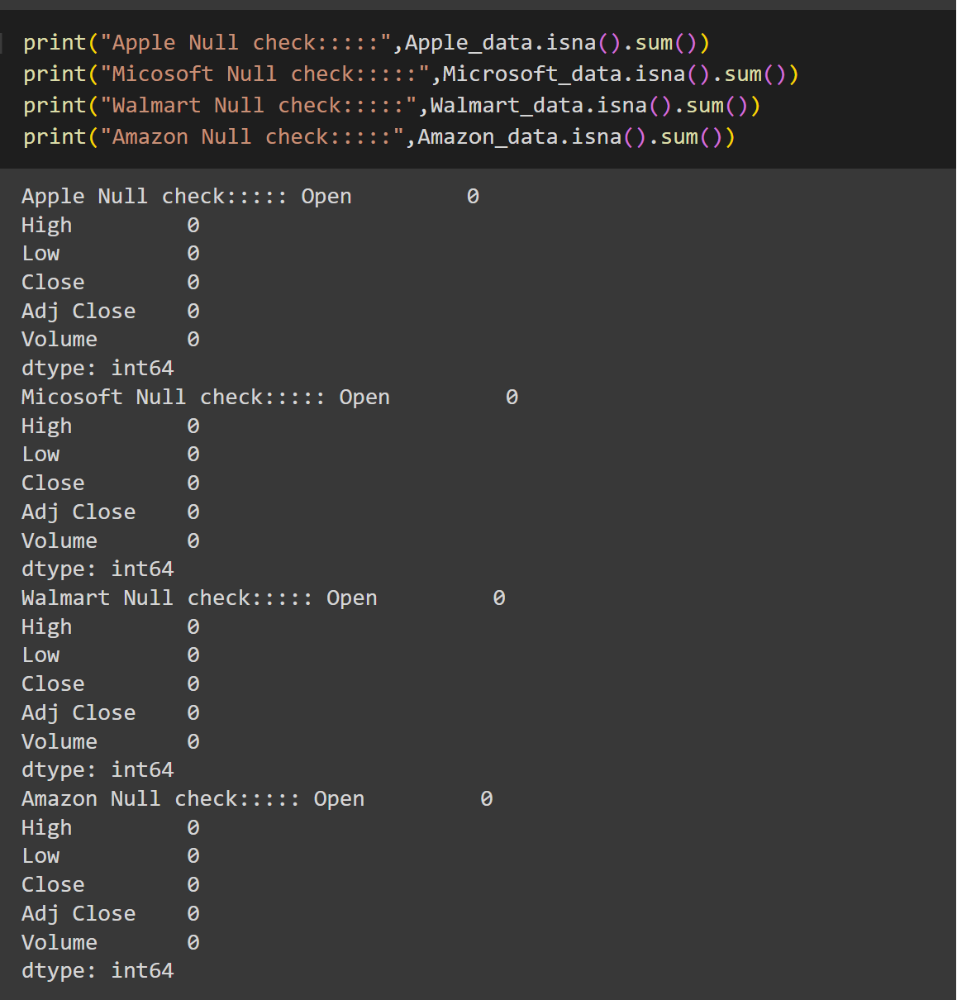 print("Apple Null check:::::",Apple_data.isna().sum())
print("Micosoft Null check:::::",Microsoft_data.isna().sum())
print("Walmart Null check:::::",Walmart_data.isna().sum())
print("Amazon Null check:::::",Amazon_data.isna().sum())
Apple Null check::::: Open         0
High         0
Low          0
Close        0
Adj Close    0
Volume       0
dtype: int64
Micosoft Null check::::: Open         0
High         0
Low          0
Close        0
Adj Close    0
Volume       0
dtype: int64
Walmart Null check::::: Open         0
High         0
Low          0
Close        0
Adj Close    0
Volume       0
dtype: int64
Amazon Null check::::: Open         0
High         0
Low          0
Close        0
Adj Close    0
Volume       0
dtype: int64